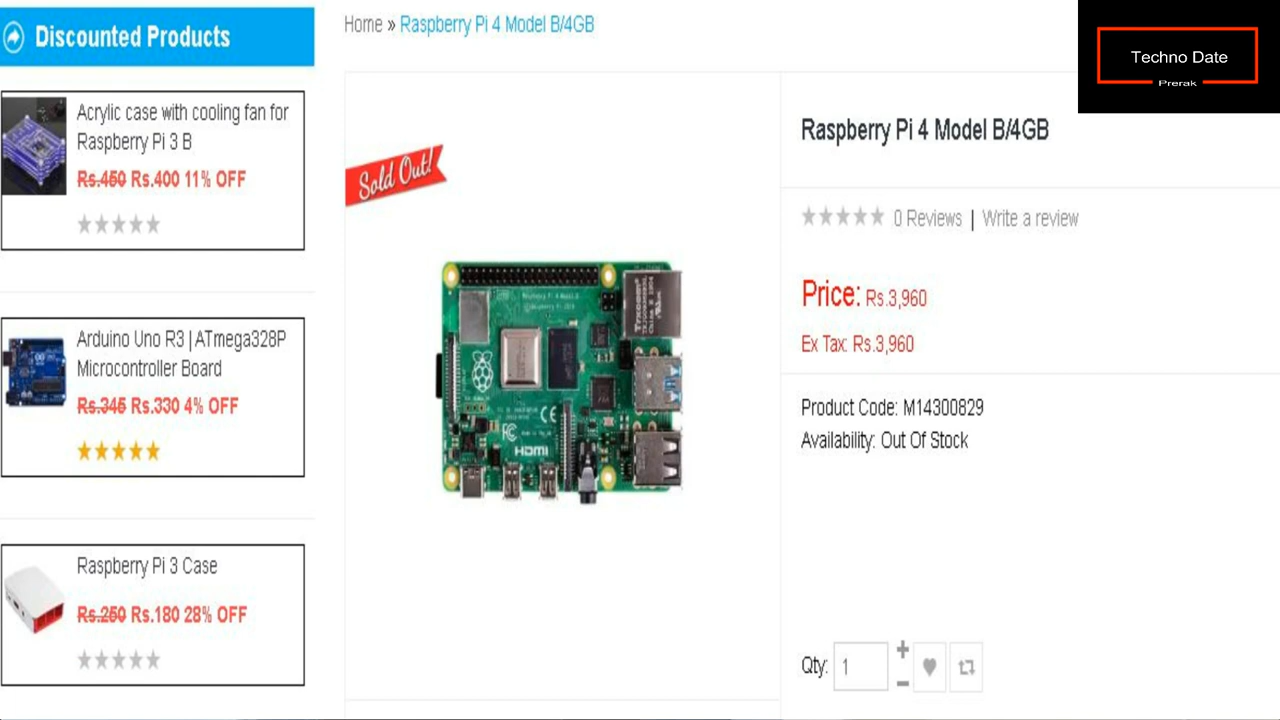 Discounted Products
Acrylic case with cooling fan for
Raspberry Pi 3 B
Rs.450 Rs.400 11% OFF
Arduino Uno R3 | ATmega328P
Microcontroller Board
Rs.345 Rs.330 4% OFF
Raspberry Pi 3 Case
Rs.250 Rs.180 28% OFF
Home » Raspberry Pi 4 Model B/4GB
Sold Out!
HDMI
Techno Date
Prerak
Raspberry Pi 4 Model B/4GB
0 Reviews | Write a review
Price: Rs.3,960
Ex Tax: Rs.3,960
Product Code: M14300829
Availability: Out Of Stock
Qty: 1